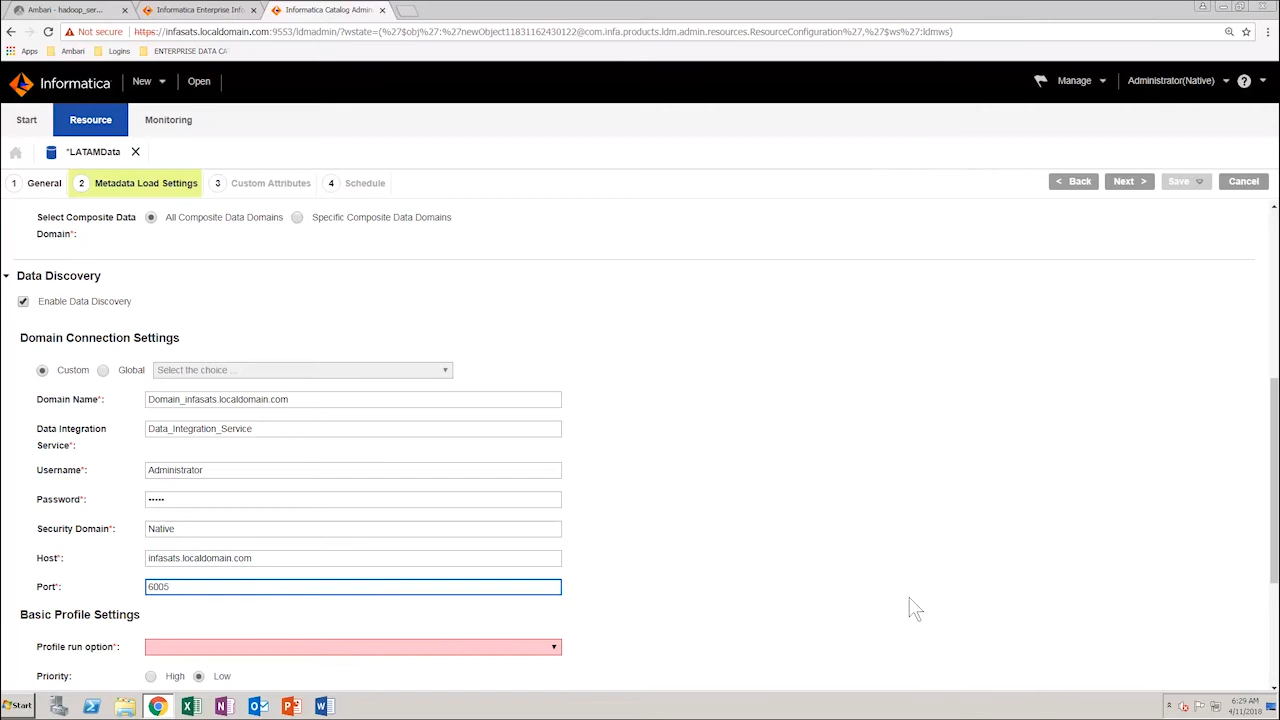 Ambari - hadoop_ser
Informatica Enterprise Info
Informatica Catalog Admin
Not secure
https://infasats.localdomain.com:9553/ldmadmin/?wstate=(%27$obj%27:%27newObject11831162430122@com.infa.products.ldm.admin.resources.ResourceConfiguration%27,%27$ws%27:ldmws)
Apps
Ambari
Logins
ENTERPRISE DATA CA
Informatica
New
Open
Manage
Administrator(Native)
?
Start
Resource
Monitoring
*LATAMData
1 General
2 Metadata Load Settings
3 Custom Attributes
4 Schedule
< Back
Next >
Save
Cancel
Select Composite Data
Domain*:
All Composite Data Domains
Specific Composite Data Domains
Data Discovery
Enable Data Discovery
Domain Connection Settings
Custom
Global
Select the choice ...
Domain Name*:
Domain_infasats.localdomain.com
Data Integration
Service*:
Data_Integration_Service
Username*:
Administrator
Password*:
•••••
Security Domain*:
Native
Host*:
infasats.localdomain.com
Port*:
6005
Basic Profile Settings
Profile run option*:
Priority:
High
Low
Start
6:29 AM
4/11/2018